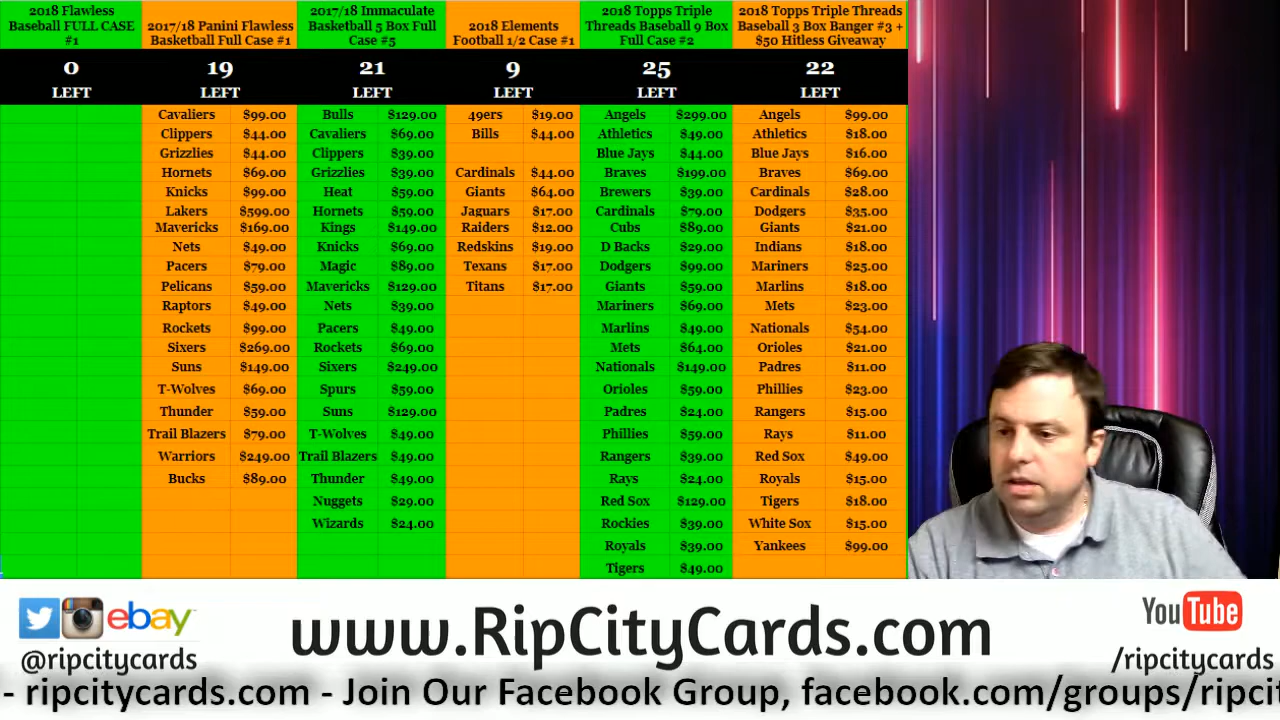 2018 Flawless
Baseball FULL CASE
#1
0
LEFT
2017/18 Panini Flawless
Basketball Full Case #1
19
LEFT
Cavaliers $99.00
Clippers $44.00
Grizzlies $44.00
Hornets $69.00
Knicks $99.00
Lakers $599.00
Mavericks $169.00
Nets $49.00
Pacers $79.00
Pelicans $59.00
Raptors $49.00
Rockets $99.00
Sixers $269.00
Suns $149.00
T-Wolves $69.00
Thunder $59.00
Trail Blazers $79.00
Warriors $249.00
Bucks $89.00
2017/18 Immaculate
Basketball 5 Box Full
Case #5
21
LEFT
Bulls $129.00
Cavaliers $69.00
Clippers $39.00
Grizzlies $39.00
Heat $59.00
Hornets $59.00
Kings $149.00
Knicks $69.00
Magic $89.00
Mavericks $129.00
Nets $39.00
Pacers $49.00
Rockets $69.00
Sixers $249.00
Spurs $59.00
Suns $129.00
T-Wolves $49.00
Trail Blazers $49.00
Thunder $49.00
Nuggets $29.00
Wizards $24.00
2018 Elements
Football 1/2 Case #1
9
LEFT
49ers $19.00
Bills $44.00
Cardinals $44.00
Giants $64.00
Jaguars $17.00
Raiders $12.00
Redskins $19.00
Texans $17.00
Titans $17.00
2018 Topps Triple
Threads Baseball 9 Box
Full Case #2
25
LEFT
Angels $299.00
Athletics $49.00
Blue Jays $44.00
Braves $199.00
Brewers $39.00
Cardinals $79.00
Cubs $89.00
D Backs $29.00
Dodgers $99.00
Giants $59.00
Mariners $69.00
Marlins $49.00
Mets $64.00
Nationals $149.00
Orioles $59.00
Padres $24.00
Phillies $59.00
Rangers $39.00
Rays $24.00
Red Sox $129.00
Rockies $39.00
Royals $39.00
Tigers $49.00
2018 Topps Triple Threads
Baseball 3 Box Banger #3 +
$50 Hitless Giveaway
22
LEFT
Angels $99.00
Athletics $18.00
Blue Jays $16.00
Braves $69.00
Cardinals $28.00
Dodgers $35.00
Giants $21.00
Indians $18.00
Mariners $25.00
Marlins $18.00
Mets $23.00
Nationals $54.00
Orioles $21.00
Padres $11.00
Phillies $23.00
Rangers $15.00
Rays $11.00
Red Sox $49.00
Royals $15.00
Tigers $18.00
White Sox $15.00
Yankees $99.00
ebay
@ripcitycards
www.RipCityCards.com
YouTube
/ripcitycards
- ripcitycards.com - Join Our Facebook Group, facebook.com/groups/ripci